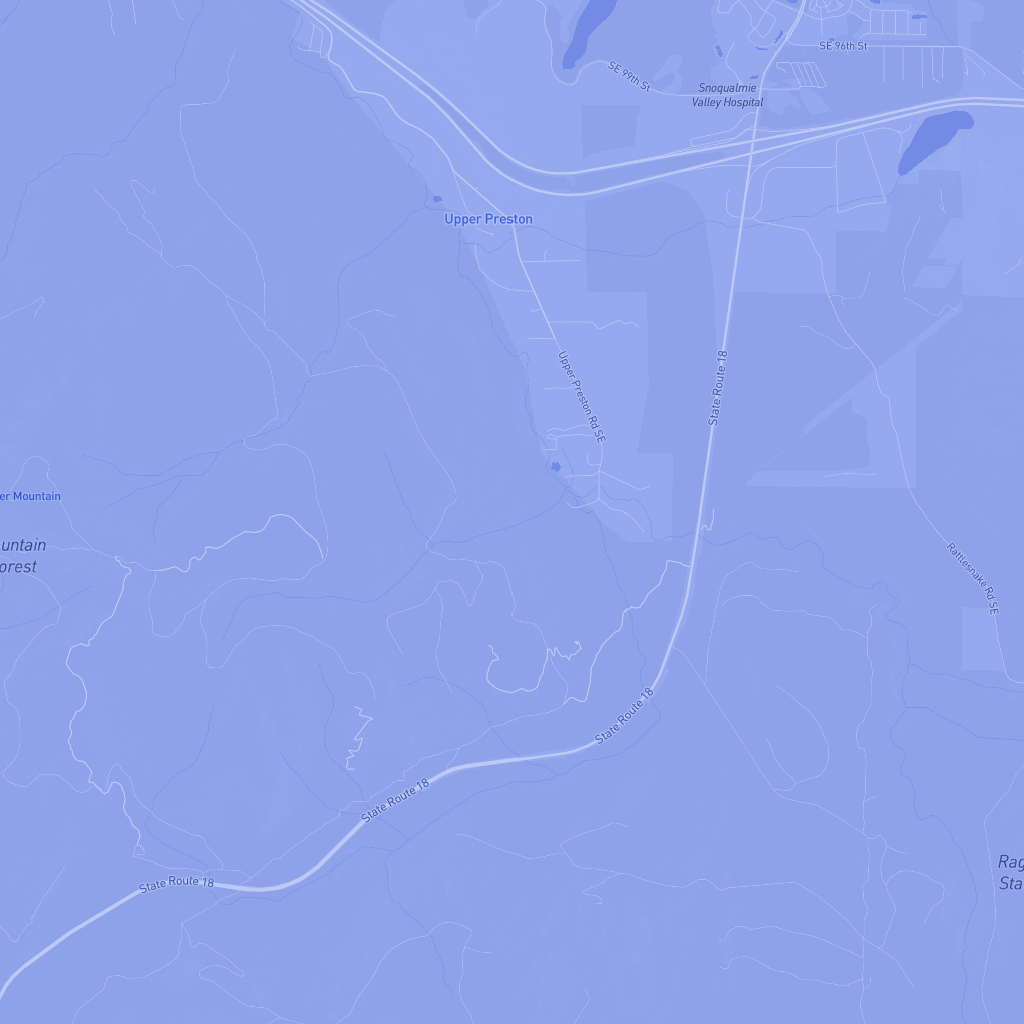 SE 96th St
SE 99th St
Snoqualmie
Valley Hospital
Upper Preston
Upper Preston Rd SE
State Route 18
er Mountain
untain
orest
Rattlesnake Rd SE
State Route 18
State Route 18
State Route 18
Rag
Sta